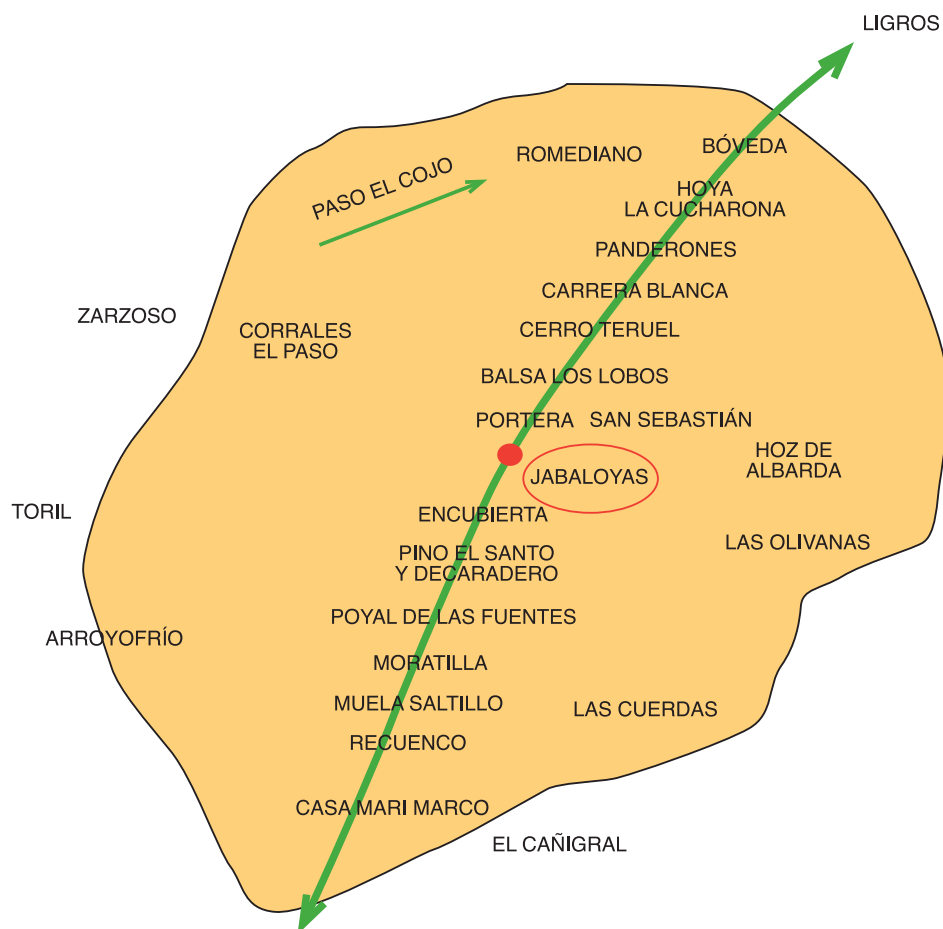 LIGROS
BÓVEDA
ROMEDIANO
PASO EL COJO
HOYA
LA CUCHARONA
PANDERONES
CARRERA BLANCA
ZARZOSO
CORRALES
EL PASO
CERRO TERUEL
BALSA LOS LOBOS
PORTERA
SAN SEBASTIÁN
HOZ DE
ALBARDA
JABALOYAS
TORIL
ENCUBIERTA
LAS OLIVANAS
PINO EL SANTO
Y DECARADERO
POYAL DE LAS FUENTES
ARROYOFRÍO
MORATILLA
MUELA SALTILLO
LAS CUERDAS
RECUENCO
CASA MARI MARCO
EL CAÑIGRAL